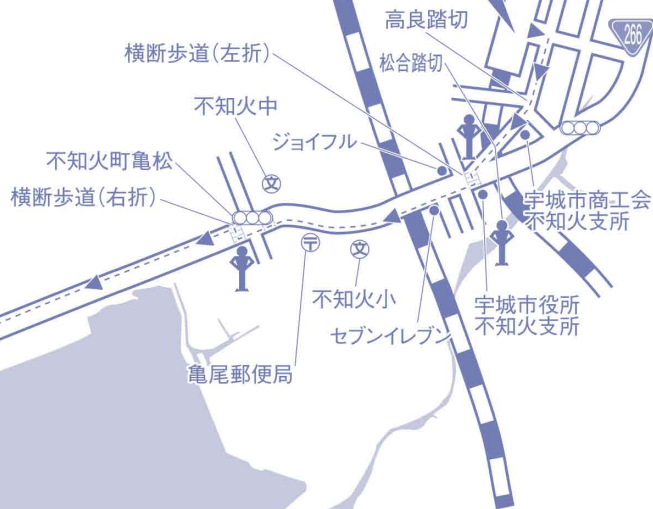 高良踏切
266
松合踏切
横断歩道(左折)
不知火中
ジョイフル
不知火町亀松
文
横断歩道(右折)
宇城市商工会
不知火支所
〒
文
不知火小
宇城市役所
不知火支所
セブンイレブン
亀尾郵便局